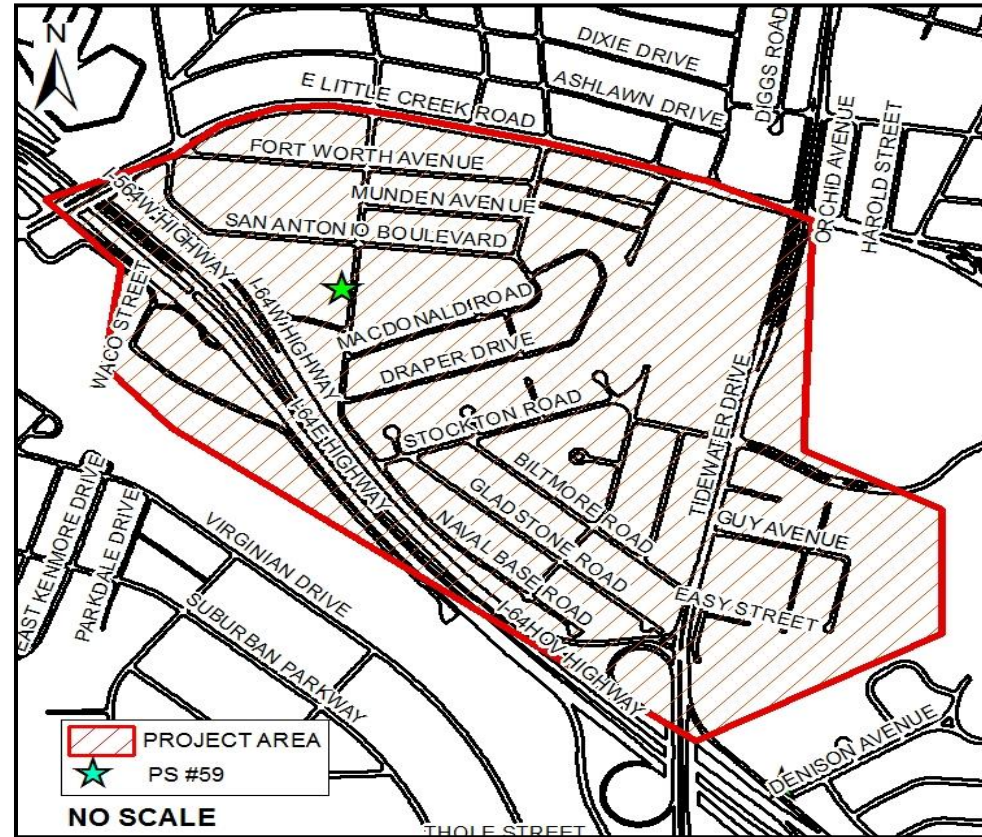 N
DIXIE DRIVE
DIGGS ROAD
ASHLAWN DRIVE
E LITTLE CREEK ROAD
ORCHID AVENUE
HAROLD STREET
FORT WORTH AVENUE
I-564W HIGHWAY
MUNDEN AVENUE
SAN ANTONIO BOULEVARD
I-64W HIGHWAY
WACO STREET
MACDONALD ROAD
DRAPER DRIVE
TIDEWATER DRIVE
I-64E HIGHWAY
STOCKTON ROAD
BILTMORE ROAD
GLADSTONE ROAD
NAVAL BASE ROAD
GUY AVENUE
EASY STREET
I-64HOV HIGHWAY
EAST KENMORE DRIVE
PARKDALE DRIVE
VIRGINIAN DRIVE
SUBURBAN PARKWAY
DENISON AVENUE
PROJECT AREA
PS #59
NO SCALE
THOLE STREET